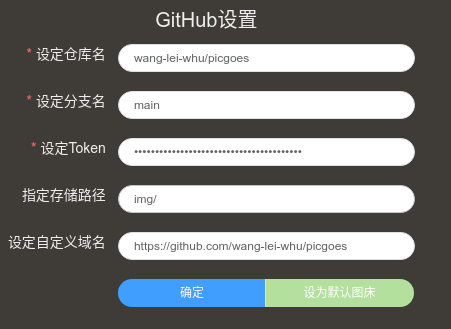 GitHub设置
* 设定仓库名 wang-lei-whu/picgoes
* 设定分支名 main
* 设定Token ••••••••••••••••••••••••••••••••••••••••
指定存储路径 img/
设定自定义域名 https://github.com/wang-lei-whu/picgoes
确定 设为默认图床